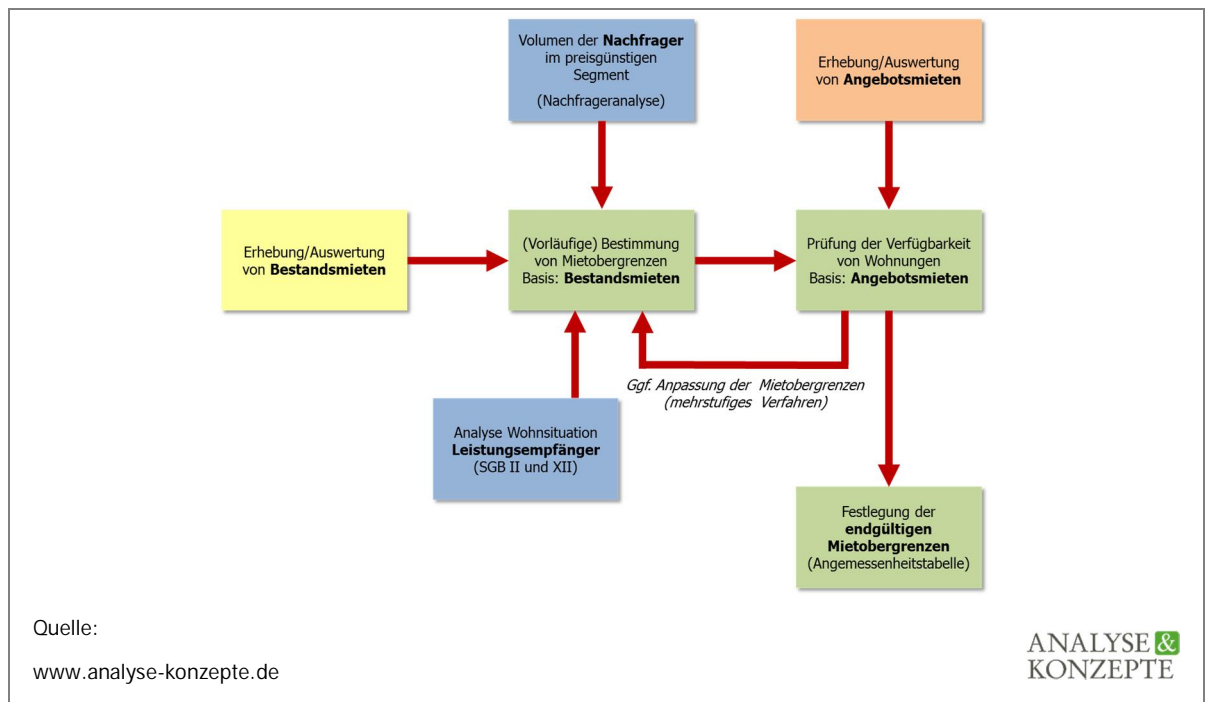 Volumen der Nachfrager
im preisgünstigen
Segment
(Nachfrageanalyse)
Erhebung/Auswertung
von Angebotsmieten
Erhebung/Auswertung
von Bestandsmieten
(Vorläufige) Bestimmung
von Mietobergrenzen
Basis: Bestandsmieten
Prüfung der Verfügbarkeit
von Wohnungen
Basis: Angebotsmieten
Ggf. Anpassung der Mietobergrenzen
(mehrstufiges Verfahren)
Analyse Wohnsituation
Leistungsempfänger
(SGB II und XII)
Festlegung der
endgültigen
Mietobergrenzen
(Angemessenheitstabelle)
Quelle:
www.analyse-konzepte.de
ANALYSE &
KONZEPTE